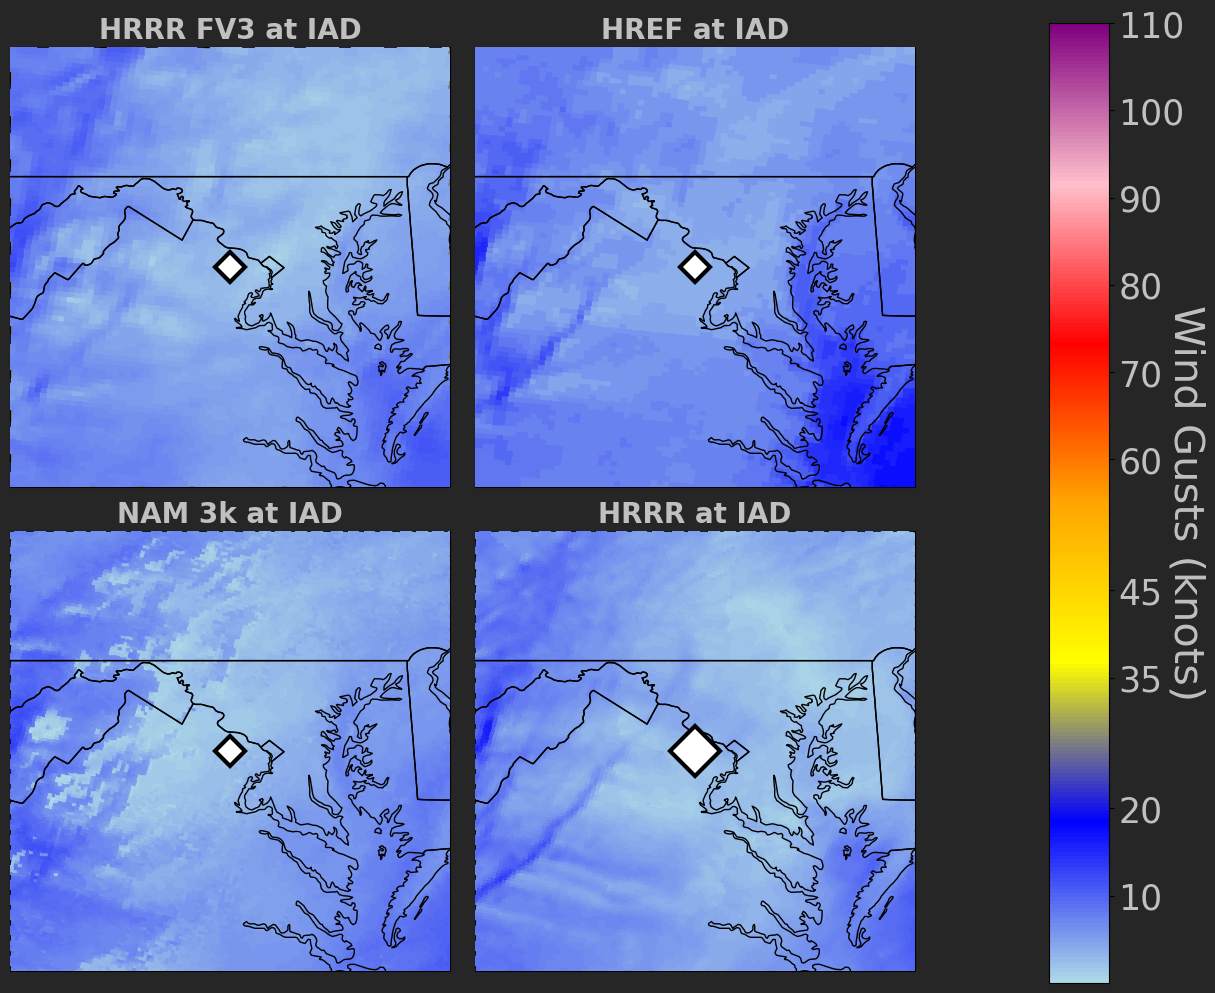 HRRR FV3 at IAD
HREF at IAD
NAM 3k at IAD
HRRR at IAD
110
100
90
80
70
60
45
35
20
10
Wind Gusts (knots)